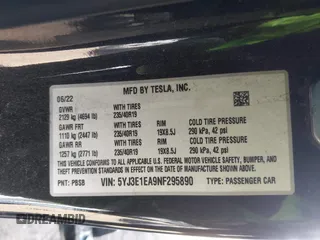 MFD BY TESLA, INC.
06/22
GVWR WITH TIRES
2129 kg (4694 lb) 235/40R19
GAWR FRT WITH TIRES RIM COLD TIRE PRESSURE
1110 kg (2447 lb) 235/40R19 19X8.5J 290 kPa, 42 psi
GAWR RR WITH TIRES RIM COLD TIRE PRESSURE
1257 kg (2771 lb) 235/40R19 19X8.5J 290 kPa, 42 psi
THIS VEHICLE CONFORMS TO ALL APPLICABLE U.S. FEDERAL MOTOR VEHICLE SAFETY, BUMPER, AND
THEFT PREVENTION STANDARDS IN EFFECT ON THE DATE OF MANUFACTURE SHOWN ABOVE.
PNT: PBSB VIN: 5YJ3E1EA9NF295890 TYPE: PASSENGER CAR
DREAMBID